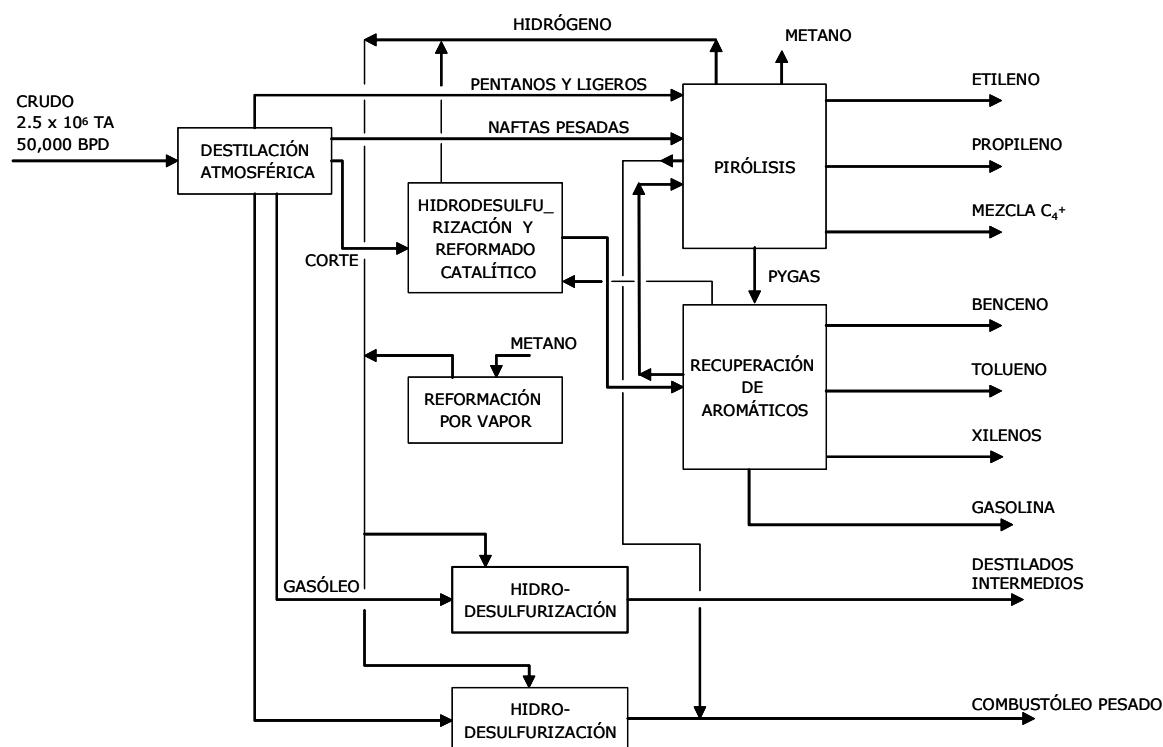 HIDRÓGENO
METANO
PENTANOS Y LIGEROS
ETILENO
CRUDO
2.5 x 10⁶ TA
50,000 BPD
NAFTAS PESADAS
DESTILACIÓN
ATMOSFÉRICA
PIRÓLISIS
PROPILENO
HIDRODESULFU_
RIZACIÓN Y
REFORMADO
CATALÍTICO
MEZCLA C₄⁺
CORTE
PYGAS
BENCENO
METANO
RECUPERACIÓN
DE
AROMÁTICOS
TOLUENO
REFORMACIÓN
POR VAPOR
XILENOS
GASOLINA
DESTILADOS
INTERMEDIOS
GASÓLEO
HIDRO-
DESULFURIZACIÓN
COMBUSTÓLEO PESADO
HIDRO-
DESULFURIZACIÓN